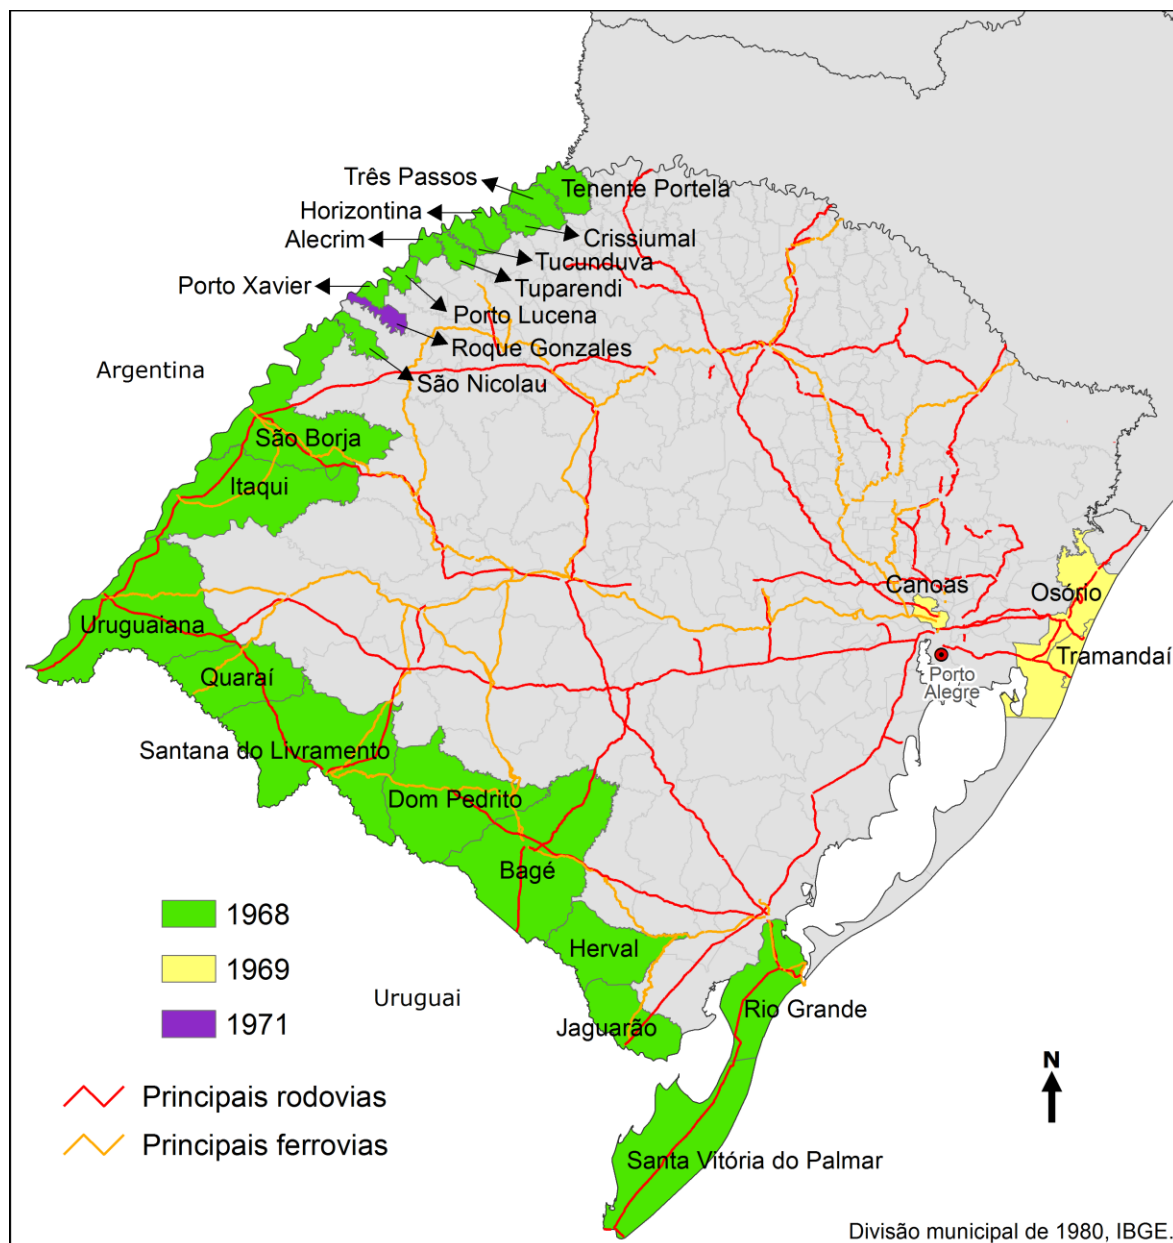 Três Passos
Tenente Portela
Horizontina
Crissiumal
Alecrim
Tucunduva
Porto Xavier
Tuparendi
Porto Lucena
Roque Gonzales
Argentina
São Nicolau
São Borja
Itaqui
Canoas
Osório
Uruguaiana
Tramandaí
Quaraí
Porto
Alegre
Santana do Livramento
Dom Pedrito
Bagé
1968
Herval
1969
Uruguai
Rio Grande
1971
Jaguarão
N
Principais rodovias
Principais ferrovias
Santa Vitória do Palmar
Divisão municipal de 1980, IBGE.